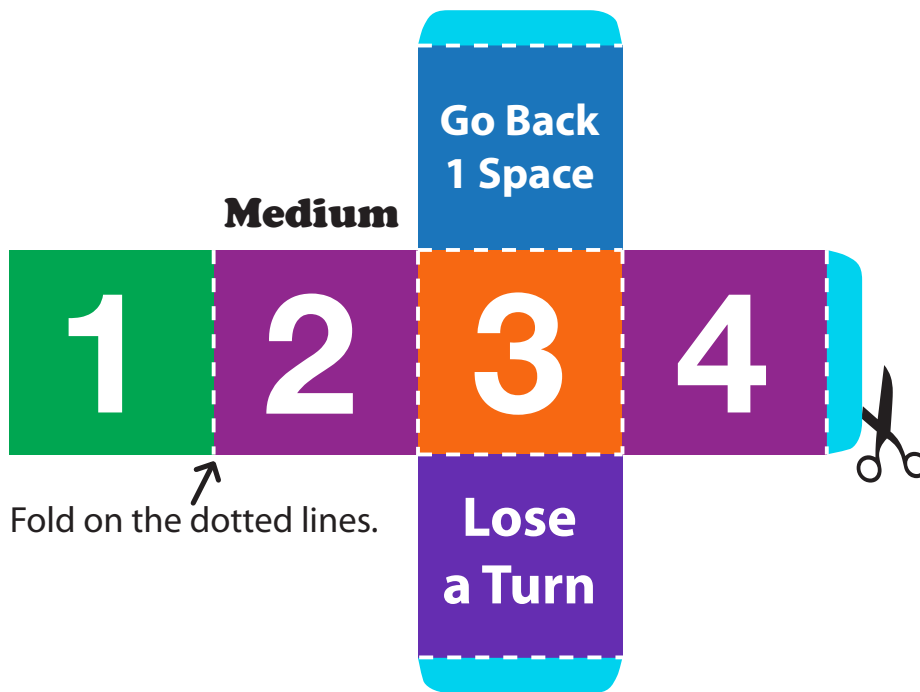 Go Back
1 Space
Medium
1 2 3 4
Fold on the dotted lines.
Lose
a Turn